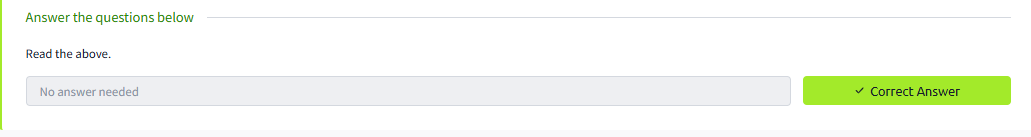 Answer the questions below
Read the above.
No answer needed
Correct Answer